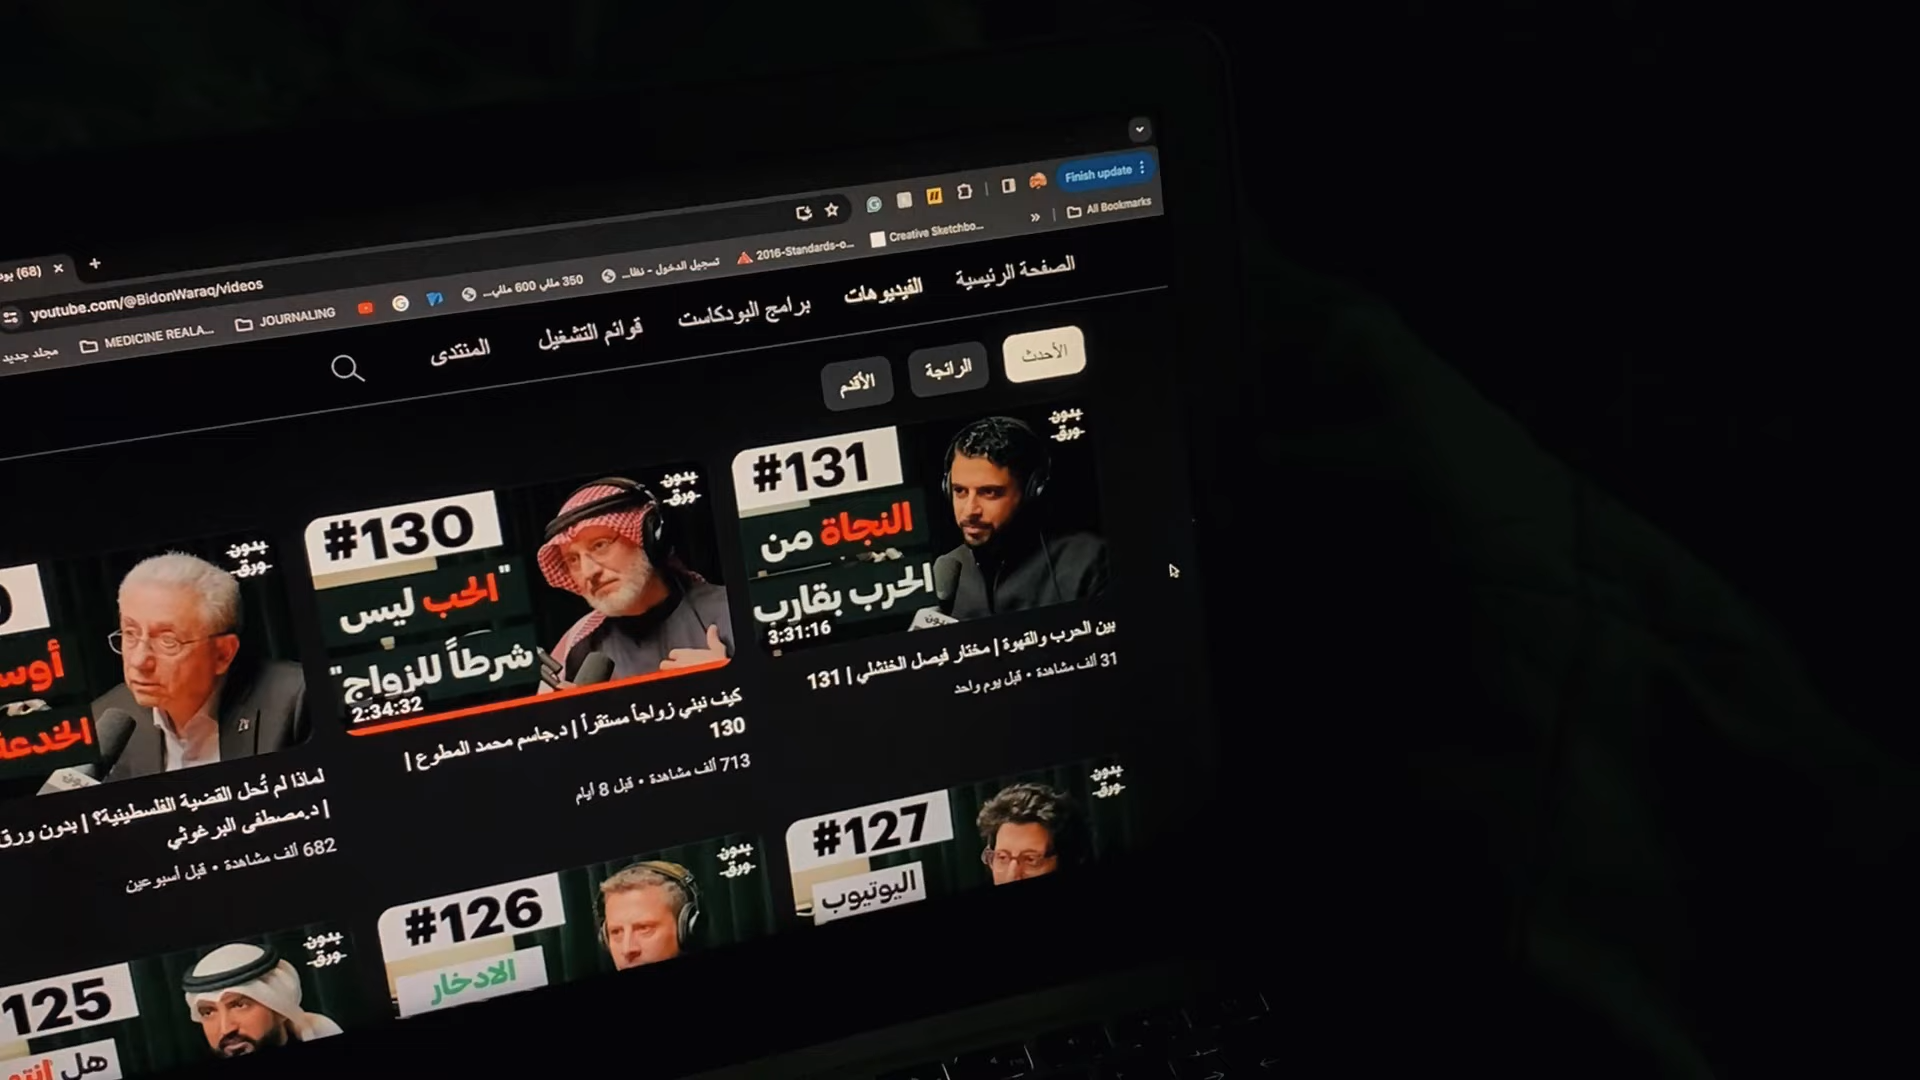 Finish update
بود (68)
youtube.com/@BidonWaraq/videos
All Bookmarks
Creative Sketchbo...
2016-Standards-o...
تسجيل الدخول - نظا...
350 مللي 600 مللي...
JOURNALING
MEDICINE REALA...
مجلد جديد
الصفحة الرئيسية
الفيديوهات
برامج البودكاست
قوائم التشغيل
المنتدى
الأحدث
الرائجة
الأقدم
بدون
ورق
#131
النجاة من
الحرب بقارب
3:31:16
بين الحرب والقهوة | مختار فيصل الخنشلي | 131
31 ألف مشاهدة • قبل يوم واحد
بدون
ورق
#130
"الحب ليس
شرطاً للزواج"
2:34:32
كيف نبني زواجاً مستقراً | د.جاسم محمد المطوع |
130
713 ألف مشاهدة • قبل 8 أيام
بدون
ورق
لماذا لم تُحل القضية الفلسطينية؟ | بدون ورق
| د.مصطفى البرغوثي
682 ألف مشاهدة • قبل أسبوعين
بدون
ورق
#127
اليوتيوب
بدون
ورق
#126
الادخار
بدون
ورق
125
هل